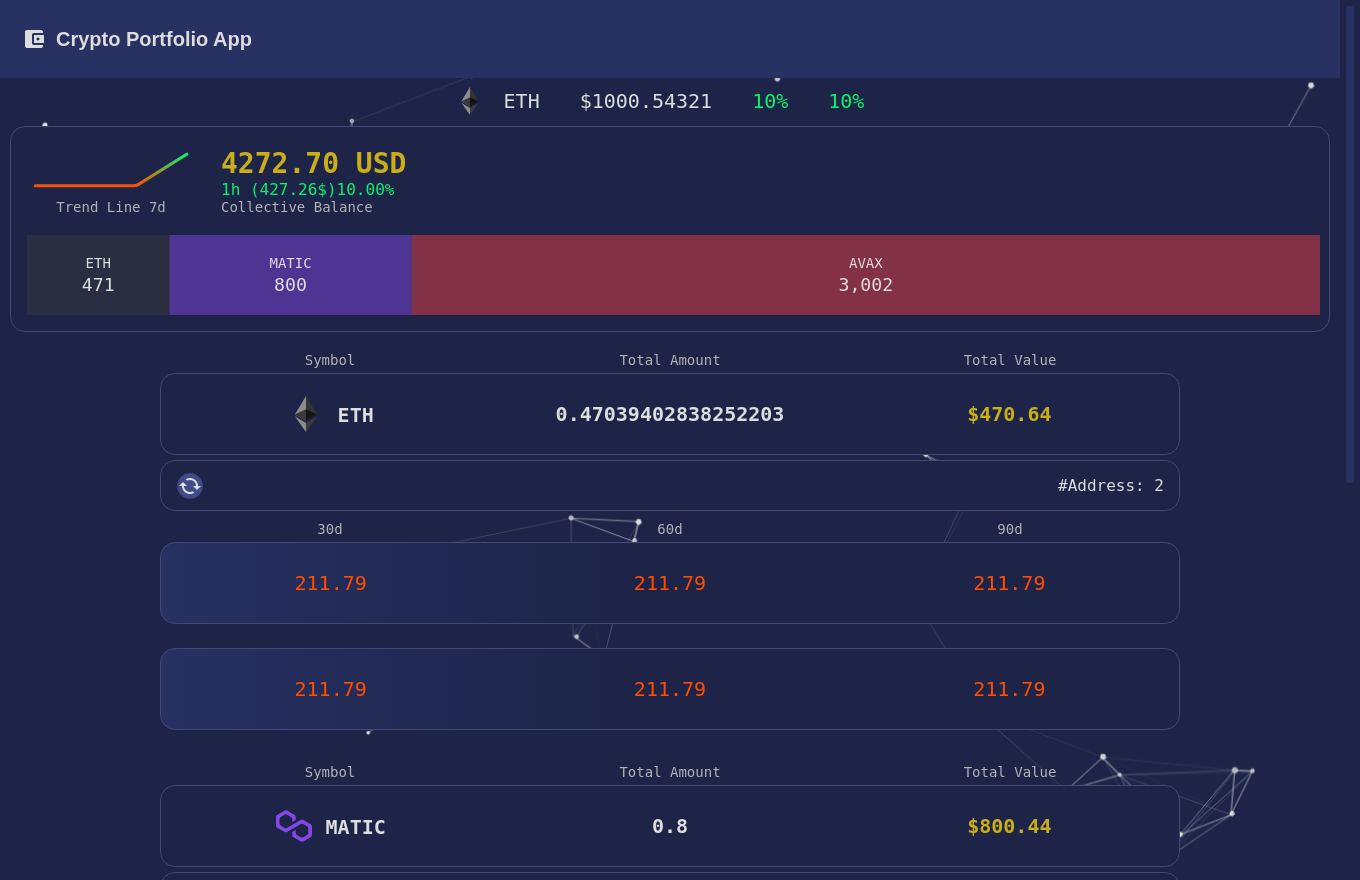 Crypto Portfolio App
ETH $1000.54321 10% 10%
4272.70 USD
1h (427.26$)10.00%
Trend Line 7d Collective Balance
ETH MATIC AVAX
471 800 3,002
Symbol Total Amount Total Value
ETH 0.47039402838252203 $470.64
#Address: 2
30d 60d 90d
211.79 211.79 211.79
211.79 211.79 211.79
Symbol Total Amount Total Value
MATIC 0.8 $800.44